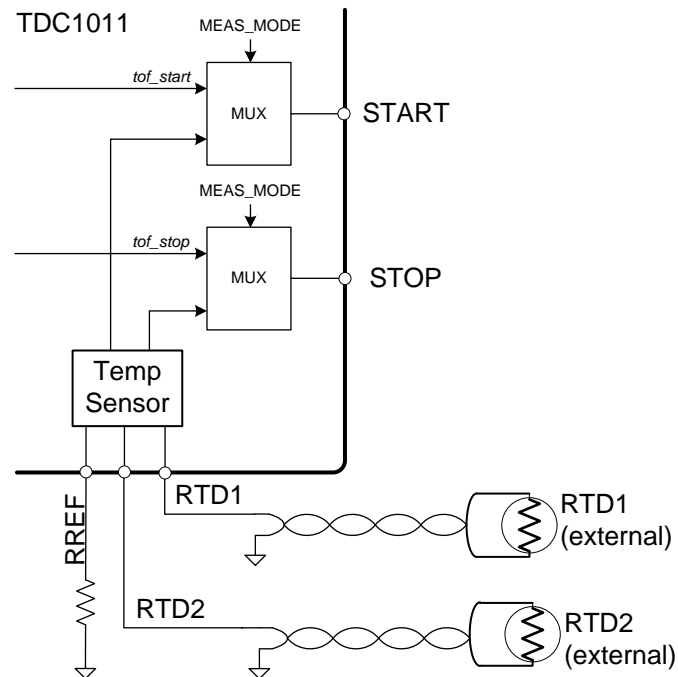 TDC1011
MEAS_MODE
tof_start
MUX
START
MEAS_MODE
tof_stop
MUX
STOP
Temp
Sensor
RTD1
RREF
RTD1
(external)
RTD2
RTD2
(external)